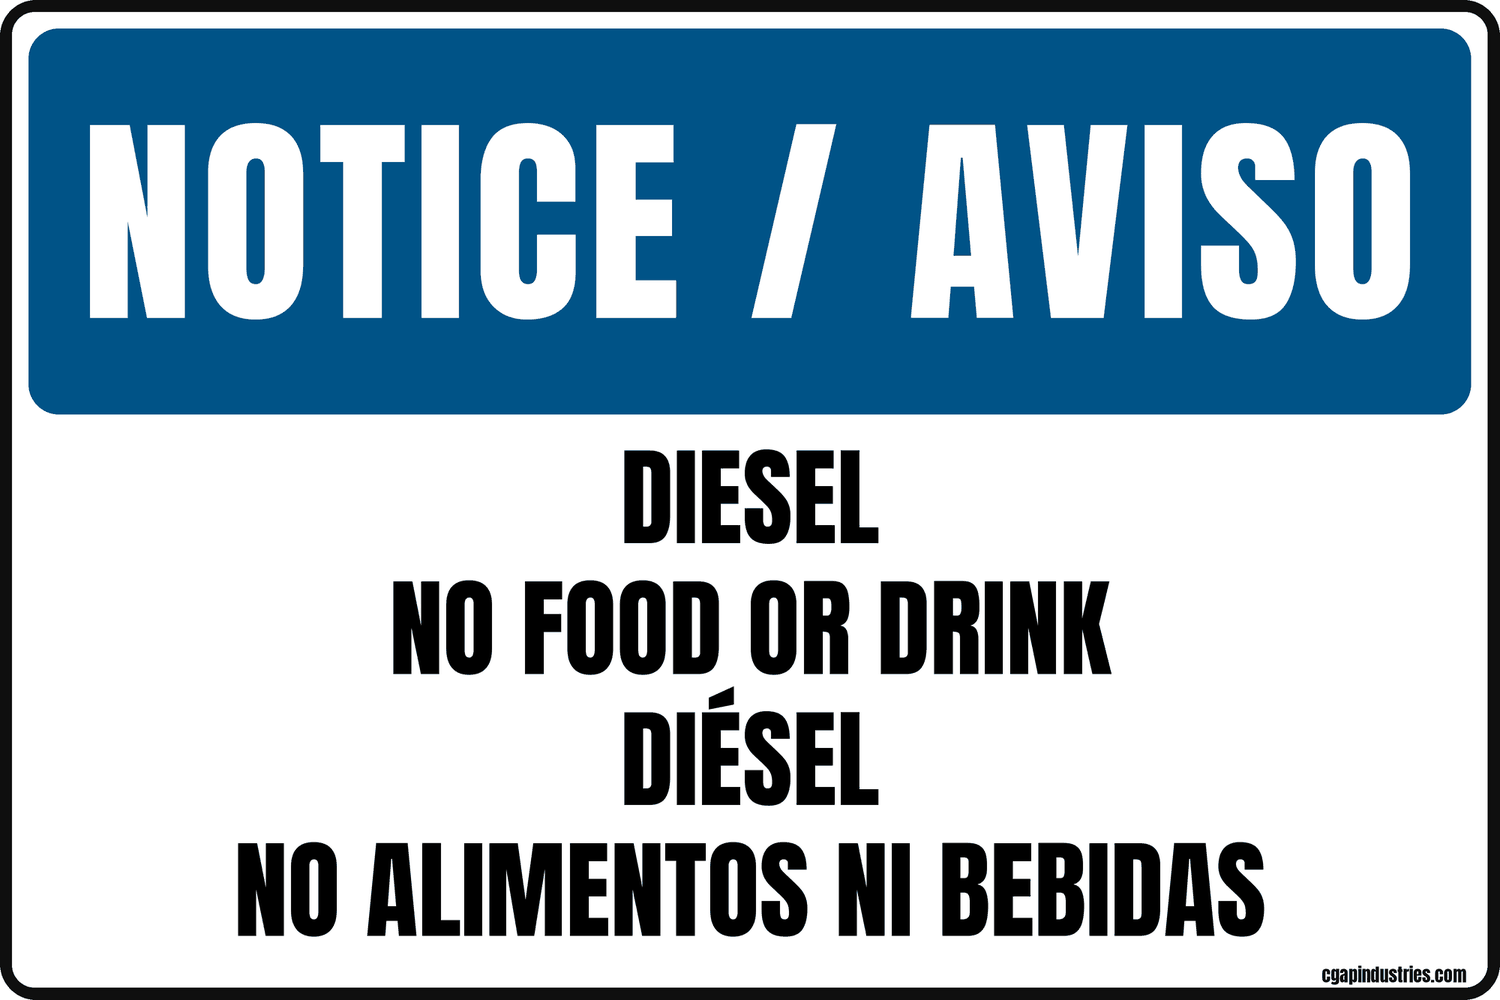 NOTICE / AVISO
DIESEL
NO FOOD OR DRINK
DIÉSEL
NO ALIMENTOS NI BEBIDAS
cgapindustries.com